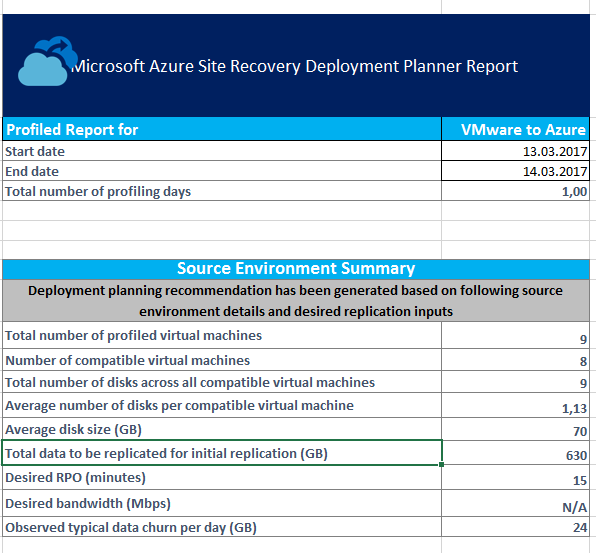 Microsoft Azure Site Recovery Deployment Planner Report
Profiled Report for VMware to Azure
Start date 13.03.2017
End date 14.03.2017
Total number of profiling days 1,00
Source Environment Summary
Deployment planning recommendation has been generated based on following source
environment details and desired replication inputs
Total number of profiled virtual machines 9
Number of compatible virtual machines 8
Total number of disks across all compatible virtual machines 9
Average number of disks per compatible virtual machine 1,13
Average disk size (GB) 70
Total data to be replicated for initial replication (GB) 630
Desired RPO (minutes) 15
Desired bandwidth (Mbps) N/A
Observed typical data churn per day (GB) 24